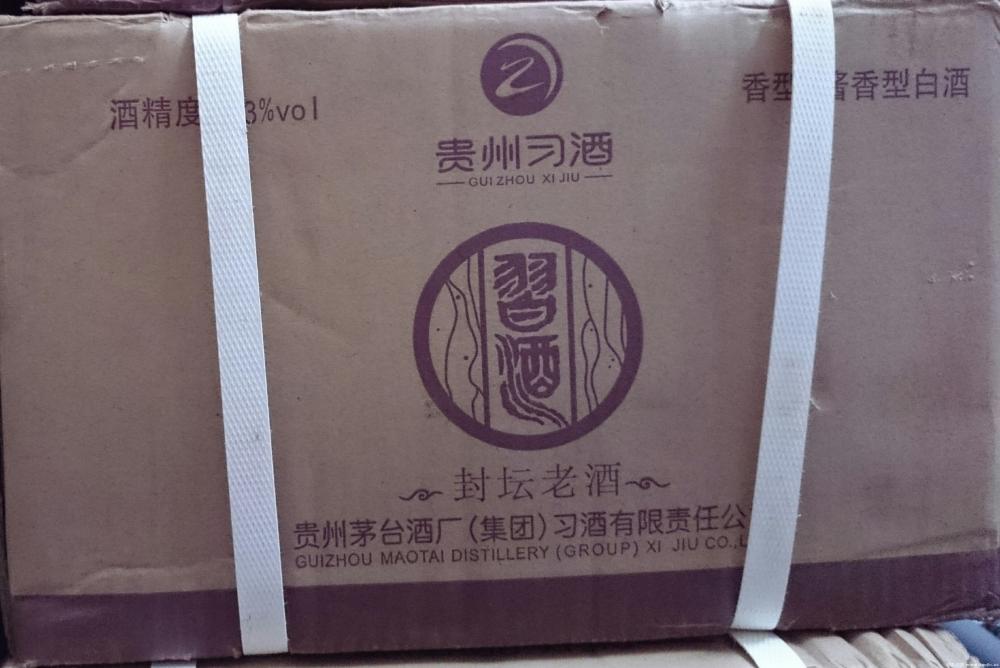 酒精度 3%vol
香型 酱香型白酒
贵州习酒
GUI ZHOU XI JIU
習酒
封坛老酒
贵州茅台酒厂(集团)习酒有限责任公
GUIZHOU MAOTAI DISTILLERY (GROUP) XI JIU CO.,L